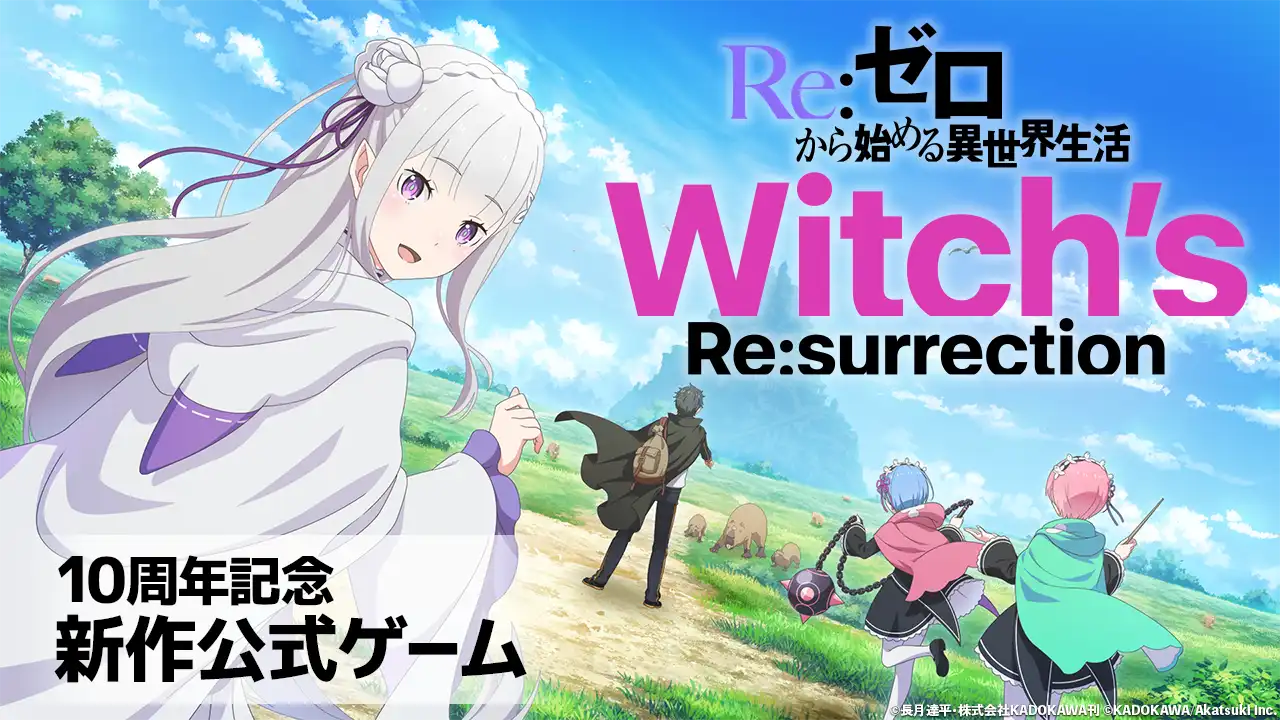 Re:ゼロ
から始める異世界生活
Witch's
Re:surrection
10周年記念
新作公式ゲーム
©長月達平・株式会社KADOKAWA刊 ©KADOKAWA/Akatsuki Inc.